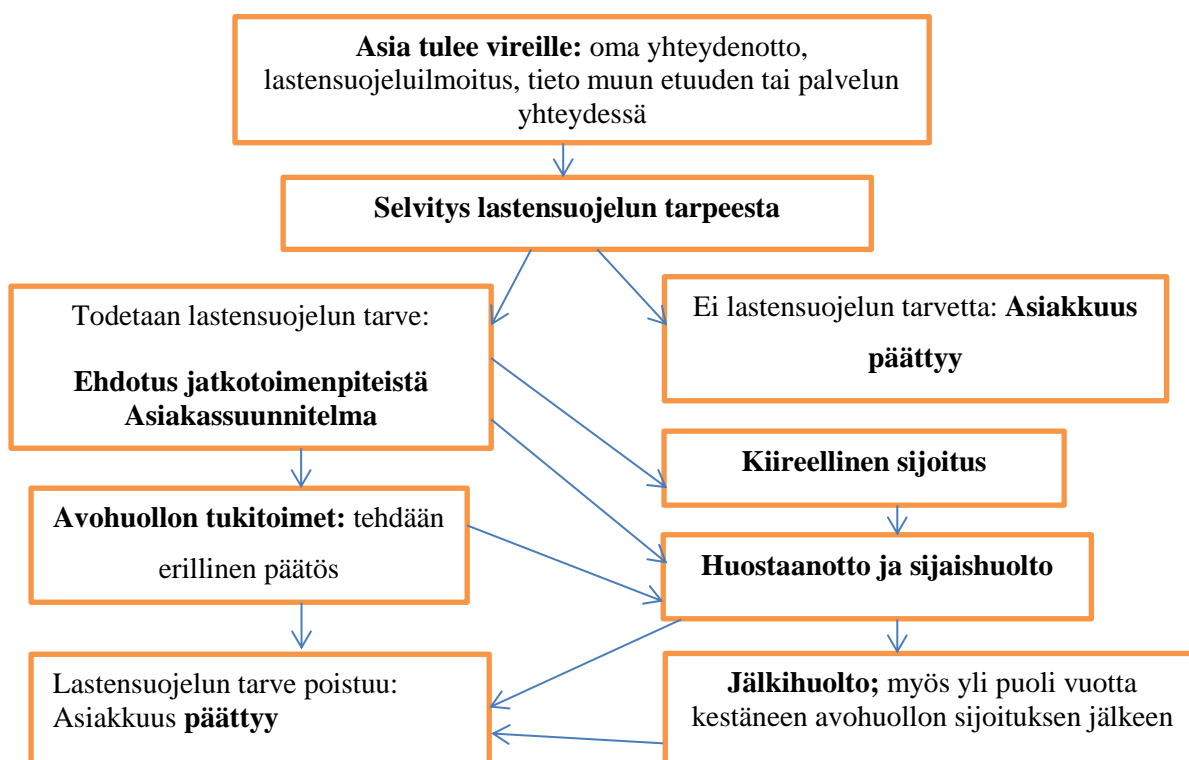 Asia tulee vireille: oma yhteydenotto,
lastensuojeluilmoitus, tieto muun etuuden tai palvelun
yhteydessä
Selvitys lastensuojelun tarpeesta
Todetaan lastensuojelun tarve:
Ehdotus jatkotoimenpiteistä
Asiakassuunnitelma
Ei lastensuojelun tarvetta: Asiakkuus
päättyy
Kiireellinen sijoitus
Avohuollon tukitoimet: tehdään
erillinen päätös
Huostaanotto ja sijaishuolto
Lastensuojelun tarve poistuu:
Asiakkuus päättyy
Jälkihuolto; myös yli puoli vuotta
kestäneen avohuollon sijoituksen jälkeen